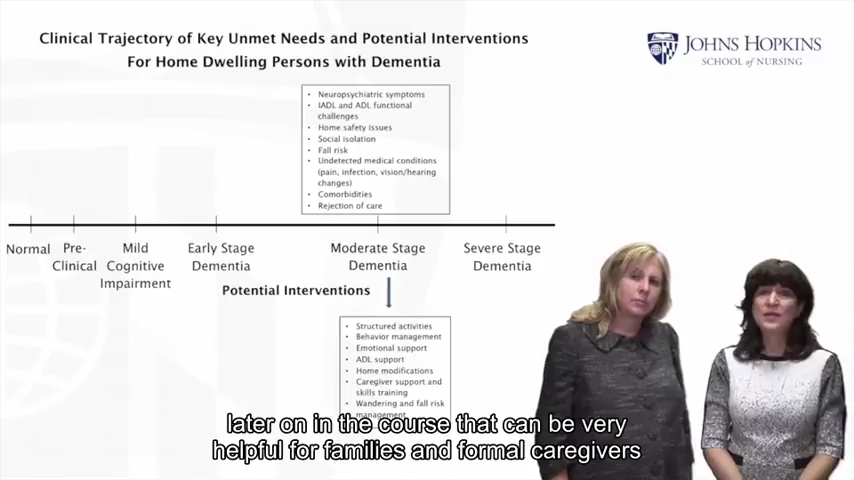 Clinical Trajectory of Key Unmet Needs and Potential Interventions
For Home Dwelling Persons with Dementia
JOHNS HOPKINS
SCHOOL of NURSING
• Neuropsychiatric symptoms
• IADL and ADL functional
challenges
• Home safety issues
• Social isolation
• Fall risk
• Undetected medical conditions
(pain, infection, vision/hearing
changes)
• Comorbidities
• Rejection of care
Normal
Pre-
Clinical
Mild
Cognitive
Impairment
Early Stage
Dementia
Moderate Stage
Dementia
Severe Stage
Dementia
Potential Interventions
• Structured activities
• Behavior management
• Emotional support
• ADL support
• Home modifications
• Caregiver support and
skills training
• Wandering and fall risk
management
later on in the course that can be very
helpful for families and formal caregivers